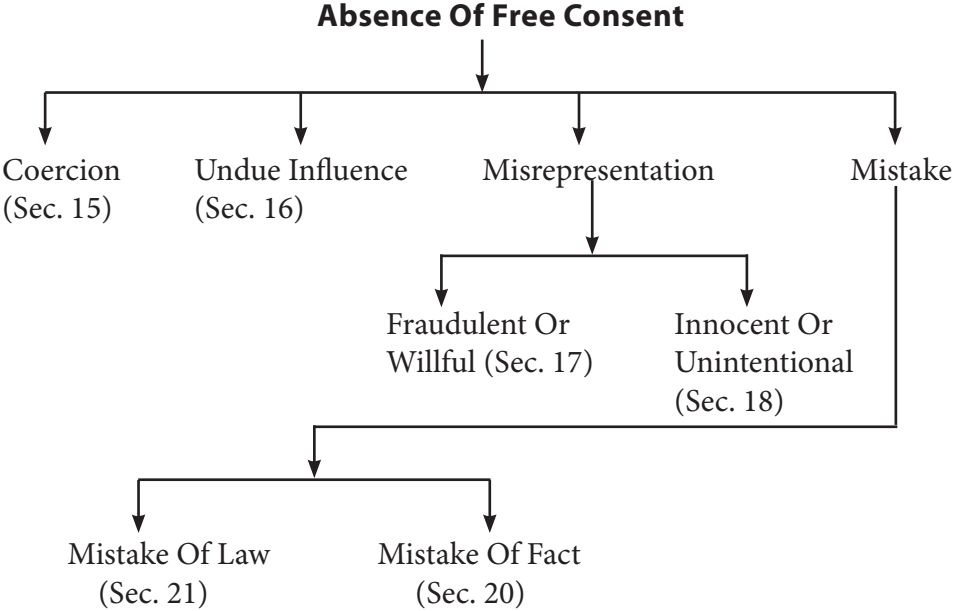 Absence Of Free Consent
Coercion
(Sec. 15)
Undue Influence
(Sec. 16)
Misrepresentation
Mistake
Fraudulent Or
Willful (Sec. 17)
Innocent Or
Unintentional
(Sec. 18)
Mistake Of Law
(Sec. 21)
Mistake Of Fact
(Sec. 20)